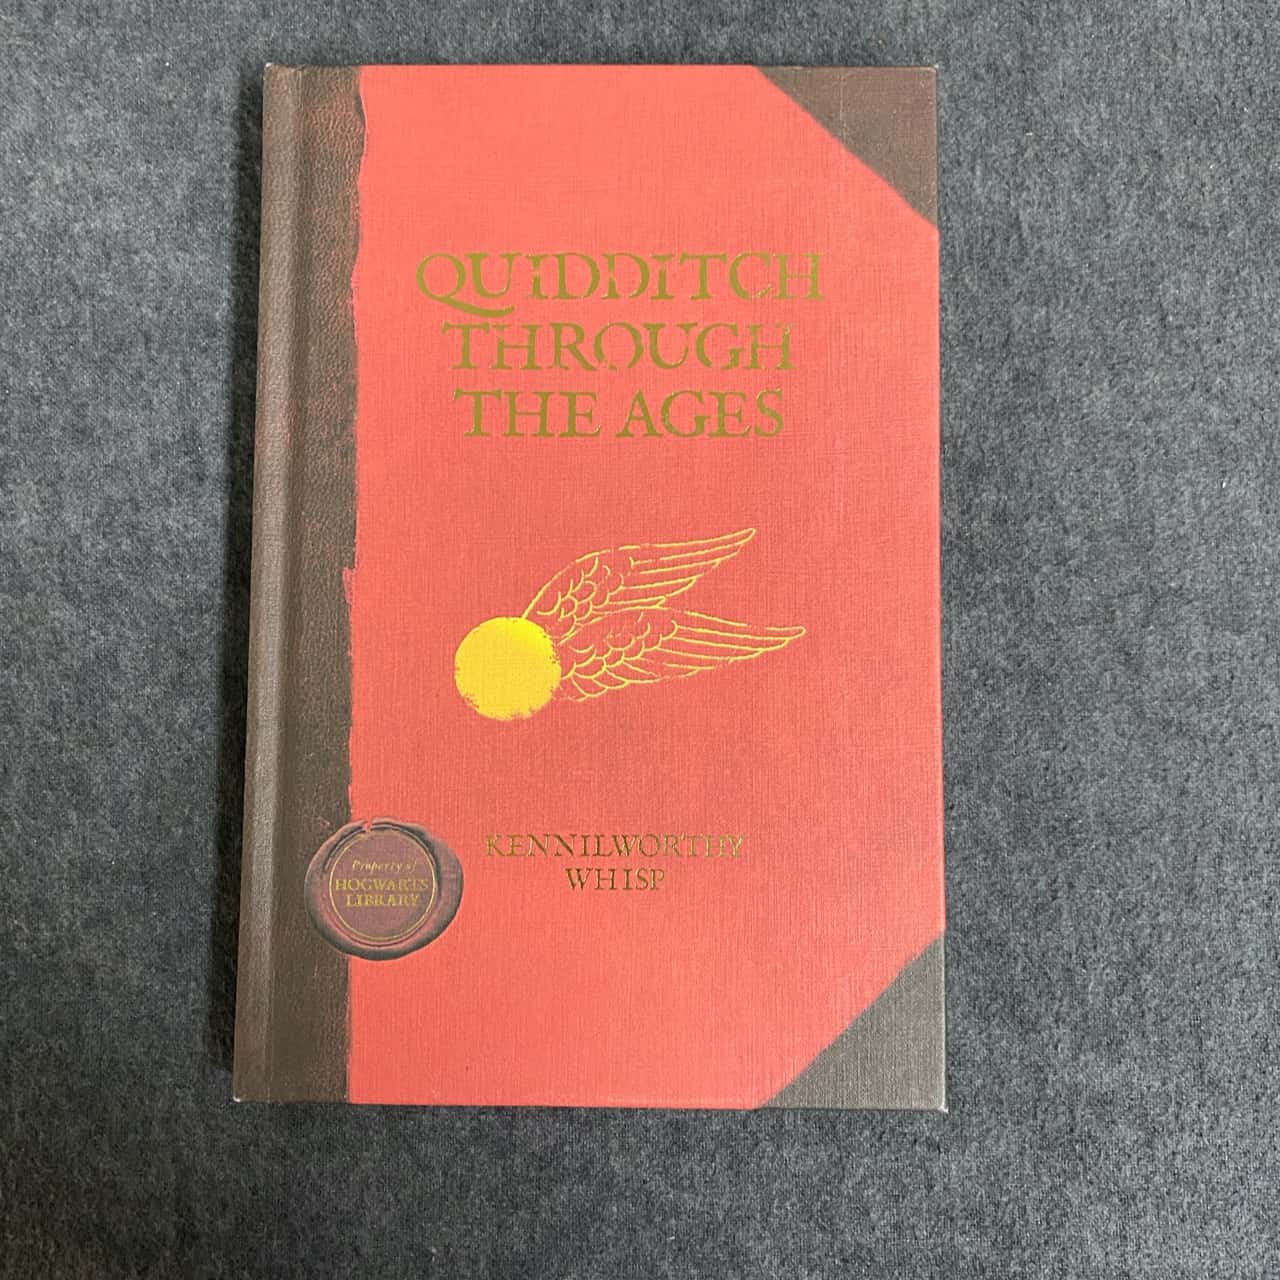 QUIDDITCH
THROUGH
THE AGES
KENNILWORTHY
WHISP
Property of
HOGWARTS
LIBRARY